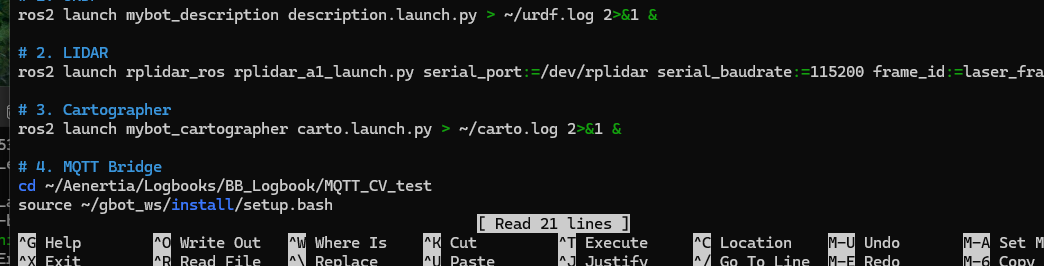 ros2 launch mybot_description description.launch.py > ~/urdf.log 2>&1 &
# 2. LIDAR
ros2 launch rplidar_ros rplidar_a1_launch.py serial_port:=/dev/rplidar serial_baudrate:=115200 frame_id:=laser_fra
# 3. Cartographer
ros2 launch mybot_cartographer carto.launch.py > ~/carto.log 2>&1 &
# 4. MQTT Bridge
cd ~/Aenertia/Logbooks/BB_Logbook/MQTT_CV_test
source ~/gbot_ws/install/setup.bash
[ Read 21 lines ]
^G Help ^O Write Out ^W Where Is ^K Cut ^T Execute ^C Location M-U Undo M-A Set M
^X Exit ^R Read File ^\ Replace ^U Paste ^J Justify ^/ Go To Line M-E Redo M-6 Copy